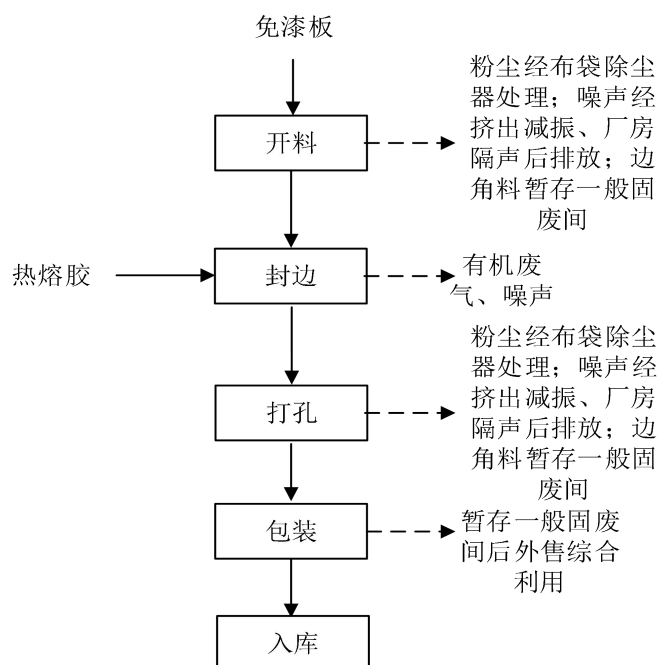 免漆板
粉尘经布袋除尘
器处理；噪声经
挤出减振、厂房
隔声后排放；边
角料暂存一般固
废间
开料
热熔胶
封边
有机废
气、噪声
粉尘经布袋除尘
器处理；噪声经
挤出减振、厂房
隔声后排放；边
角料暂存一般固
废间
打孔
包装
暂存一般固废
间后外售综合
利用
入库